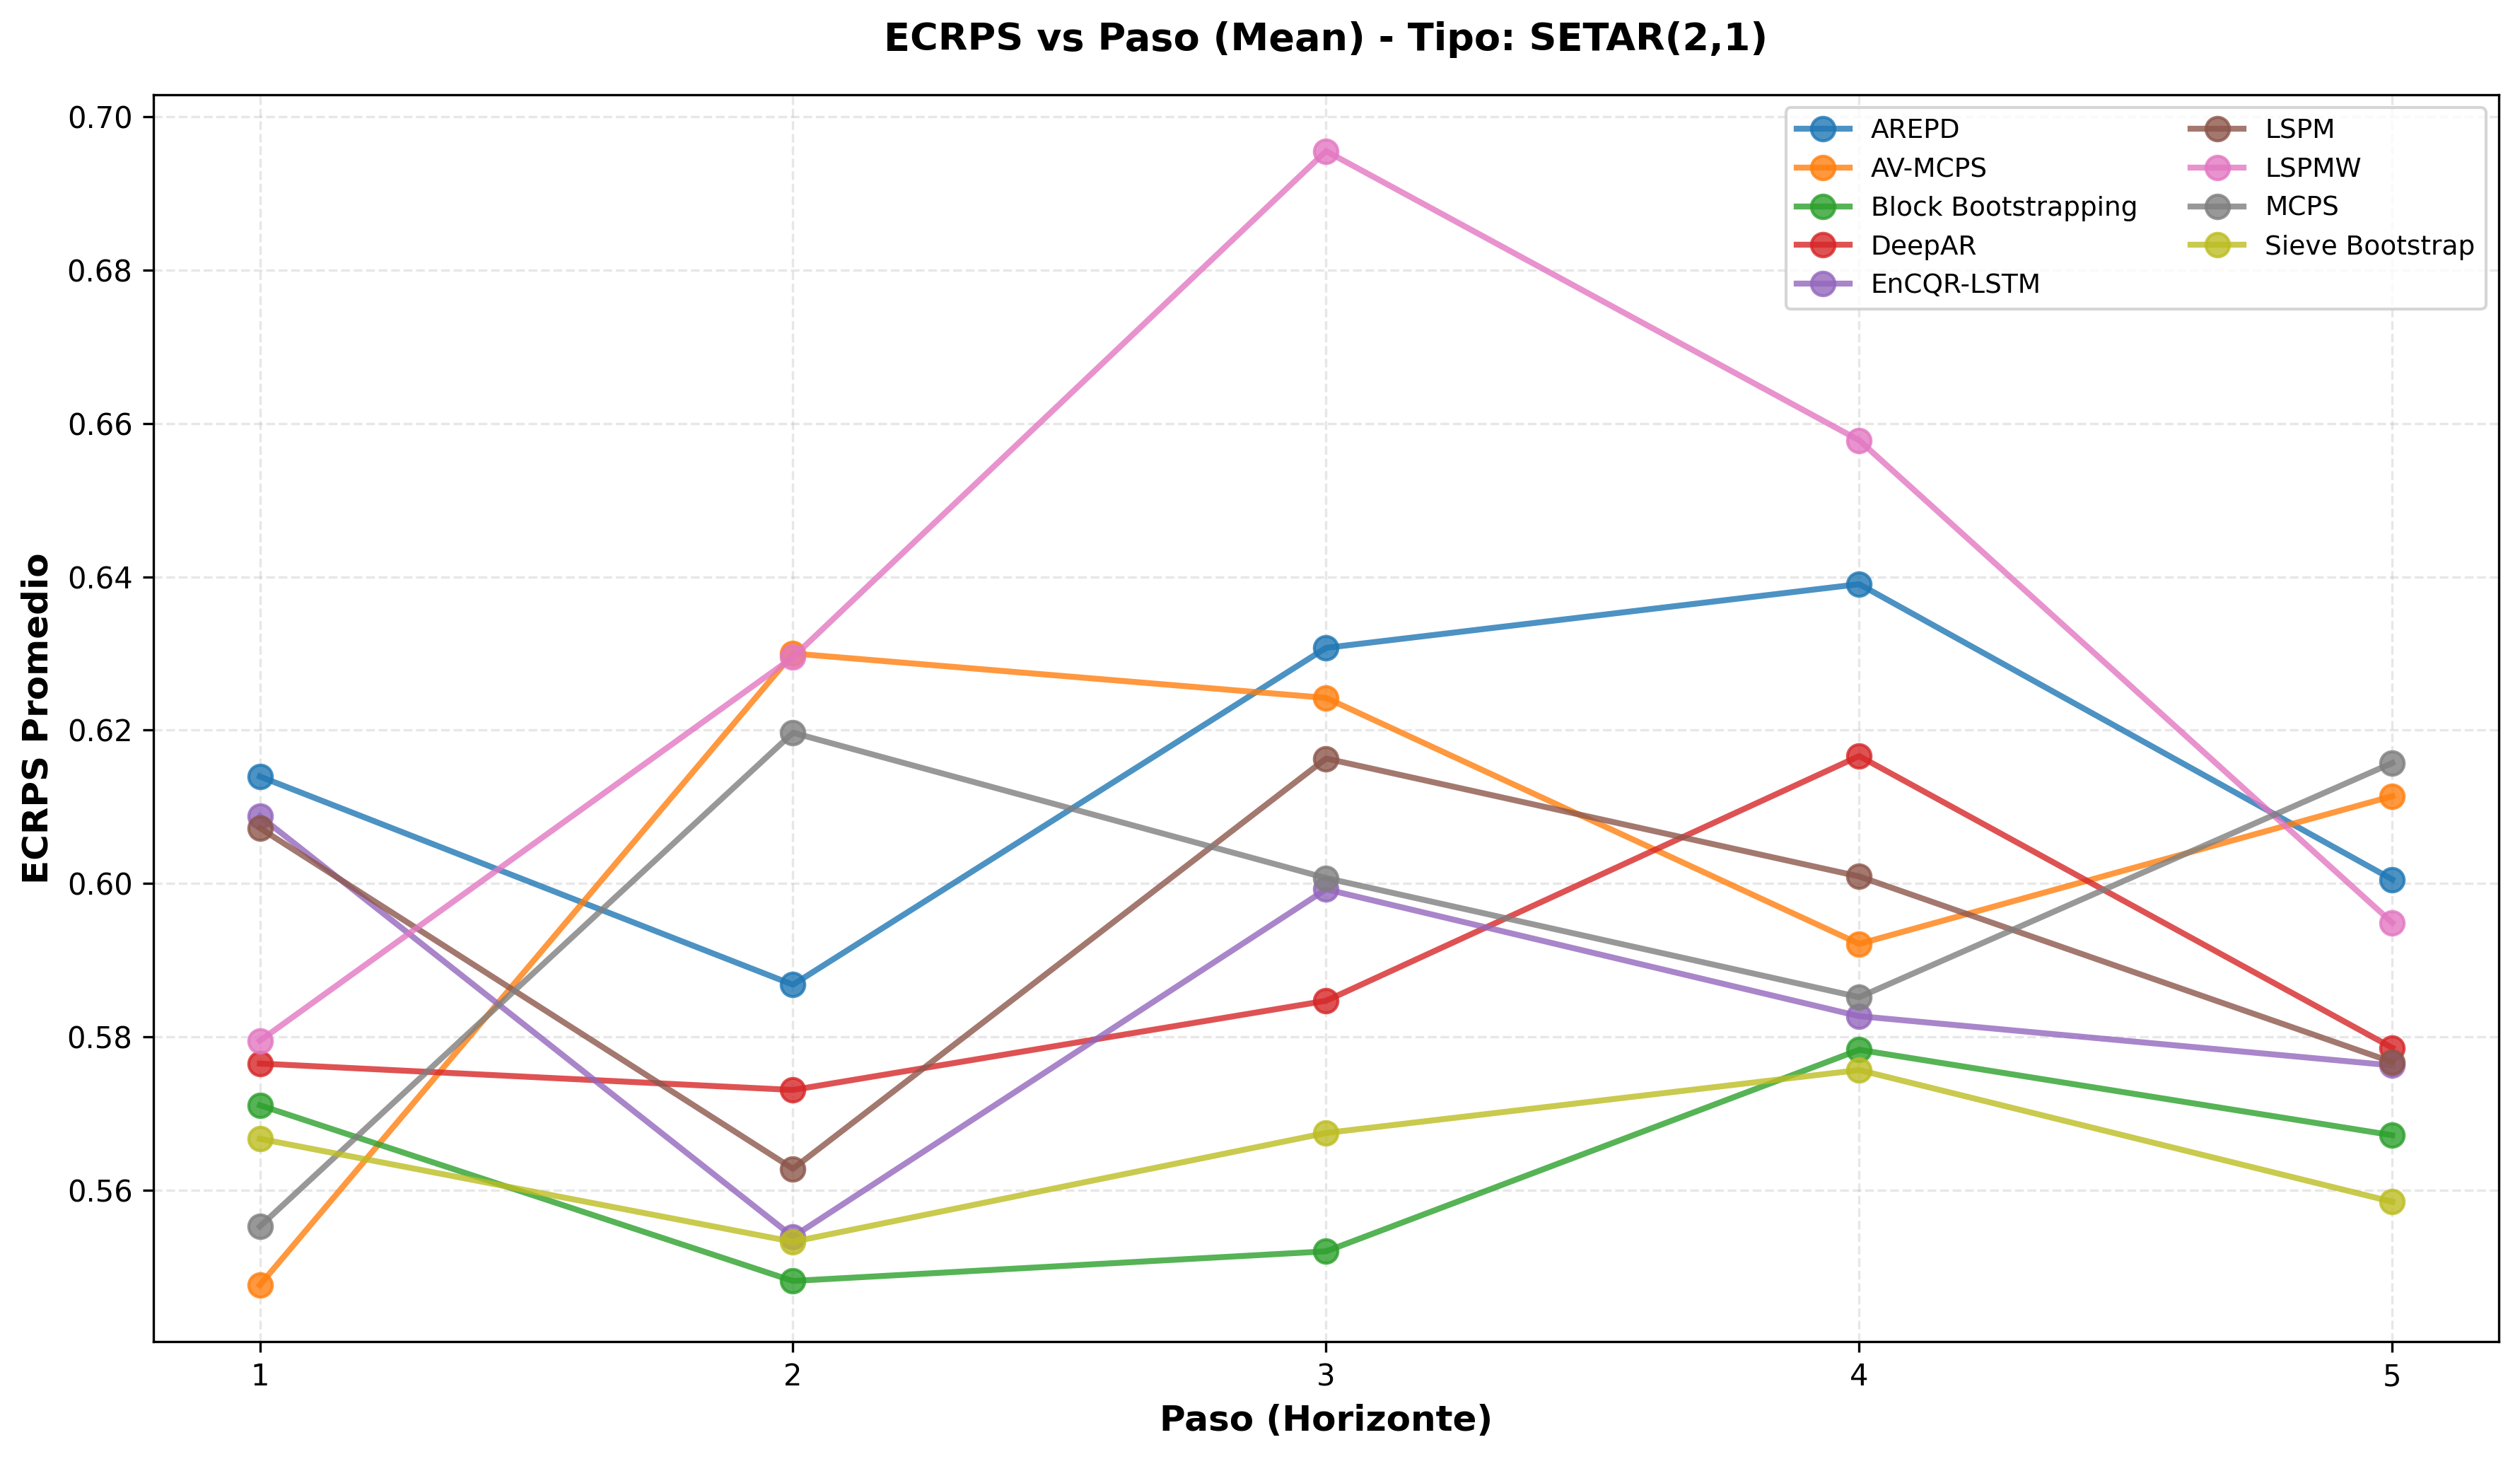 ECRPS vs Paso (Mean) - Tipo: SETAR(2,1)
0.70
0.68
0.66
0.64
0.62
0.60
0.58
0.56
ECRPS Promedio
AREPD
AV-MCPS
Block Bootstrapping
DeepAR
EnCQR-LSTM
LSPM
LSPMW
MCPS
Sieve Bootstrap
1 2 3 4 5
Paso (Horizonte)